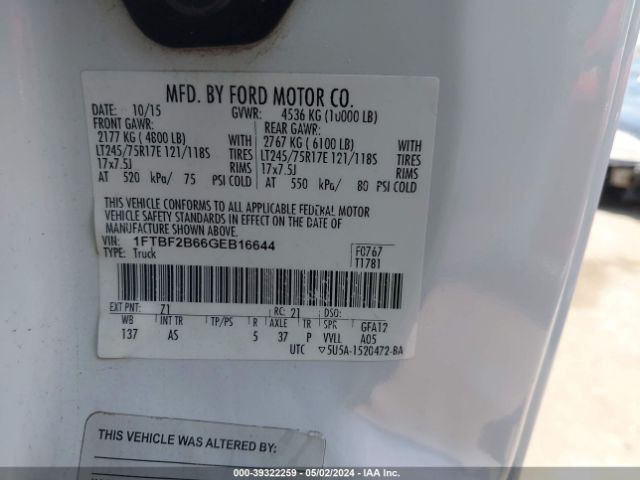 MFD. BY FORD MOTOR CO.
DATE: 10/15 GVWR: 4536 KG (10000 LB)
FRONT GAWR: REAR GAWR:
2177 KG ( 4800 LB) WITH 2767 KG ( 6100 LB) WITH
LT245/75R17E 121/118S TIRES LT245/75R17E 121/118S TIRES
17x7.5J RIMS 17x7.5J RIMS
AT 520 kPa/ 75 PSI COLD AT 550 kPa/ 80 PSI COLD
THIS VEHICLE CONFORMS TO ALL APPLICABLE FEDERAL MOTOR
VEHICLE SAFETY STANDARDS IN EFFECT ON THE DATE OF
MANUFACTURE SHOWN ABOVE.
VIN: 1FTBF2B66GEB16644 F0767
TYPE: Truck T1781
EXT PNT: Z1 RC: 21 DSO:
WB INT TR TP/PS R AXLE TR SPR GFA12
137 AS 5 37 P VVLL A05
UTC ▽5U5A-1520472-BA
THIS VEHICLE WAS ALTERED BY:
000-39322259 - 05/02/2024 - IAA Inc.